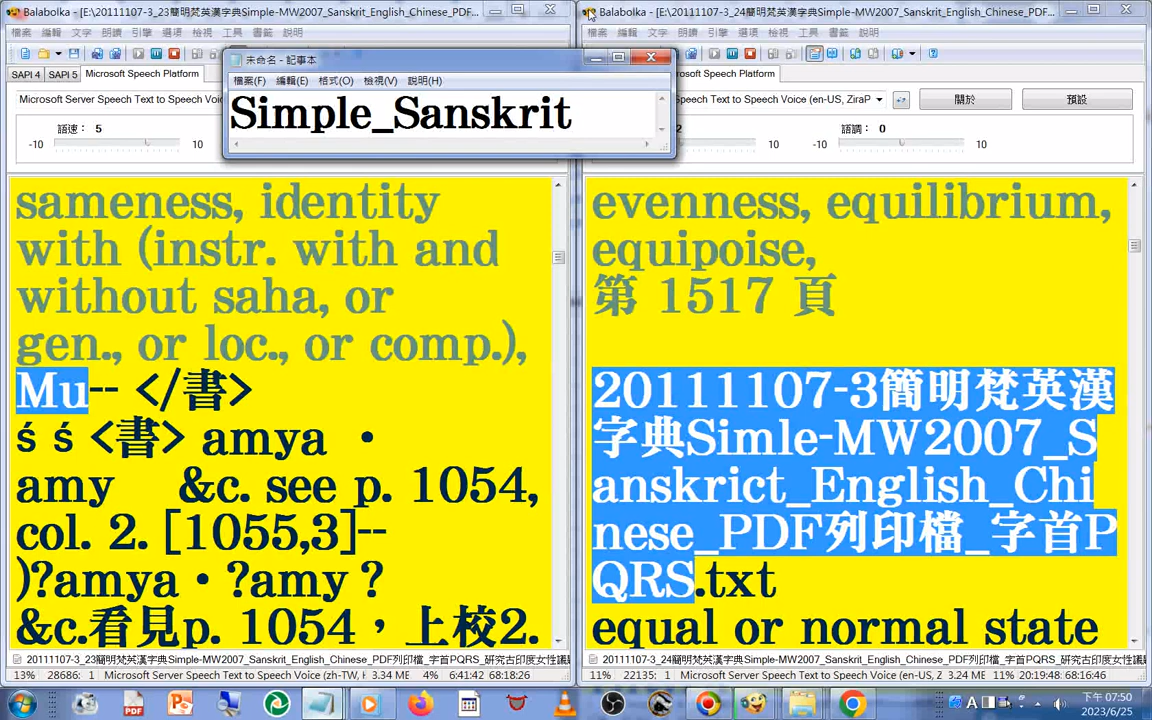 Balabolka - [E:\20111107-3_23簡明梵英漢字典Simple-MW2007_Sanskrit_English_Chinese_PDF...
檔案 編輯 文字 朗讀 引擎 選項 檢視 工具 書籤 說明
SAPI 4 SAPI 5 Microsoft Speech Platform
Microsoft Server Speech Text to Speech Voi
語速： 5
-10 10
未命名 - 記事本
檔案(F) 編輯(E) 格式(O) 檢視(V) 說明(H)
Simple_Sanskrit
Balabolka - [E:\20111107-3_24簡明梵英漢字典Simple-MW2007_Sanskrit_English_Chinese_PDF...
檔案 編輯 文字 朗讀 引擎 選項 檢視 工具 書籤 說明
osoft Speech Platform
Speech Text to Speech Voice (en-US, ZiraP
關於 預設
2 語調： 0
10 -10 10
sameness, identity
with (instr. with and
without saha, or
gen., or loc., or comp.),
Mu-- </書>
ś ś <書> amya •
amy &c. see p. 1054,
col. 2. [1055,3]--
)?amya•?amy？
&c.看見p. 1054，上校2.
evenness, equilibrium,
equipoise,
第 1517 頁
20111107-3簡明梵英漢
字典Simle-MW2007_S
anskrict_English_Chi
nese_PDF列印檔_字首P
QRS.txt
equal or normal state
20111107-3_23簡明梵英漢字典Simple-MW2007_Sanskrit_English_Chinese_PDF列印檔_字首PQRS_研究古印度女性議
13% 28686: 1 Microsoft Speech Text to Speech Voice (zh-TW, H 3.34 MB 4% 6:41:42 68:18:26
20111107-3_24簡明梵英漢字典Simple-MW2007_Sanskrit_English_Chinese_PDF列印檔_字首PQRS_研究古印度女性議
11% 22135: 1 Microsoft Server Speech Text to Speech Voice (en-US, Z 3.24 MB 11% 20:19:48 68:16:46
下午 07:50
2023/6/25